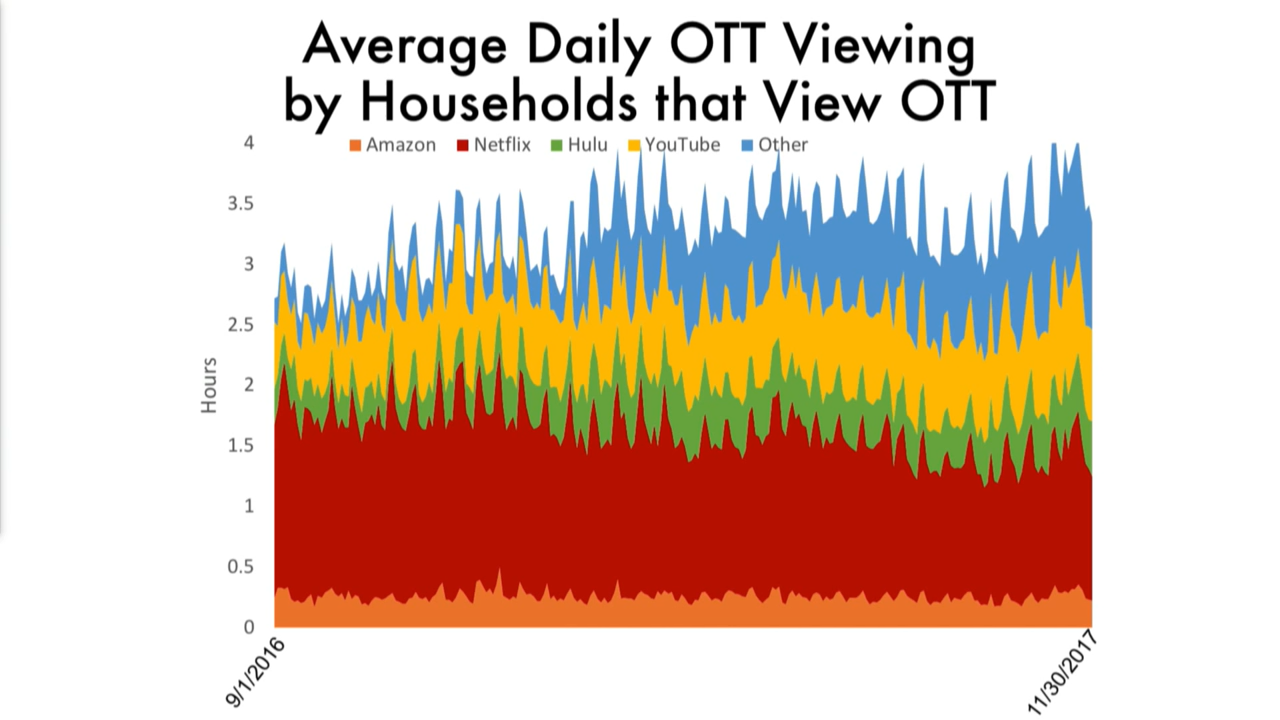 Average Daily OTT Viewing
by Households that View OTT
Amazon Netflix Hulu YouTube Other
4
3.5
3
2.5
2
1.5
1
0.5
0
Hours
9/1/2016
11/30/2017